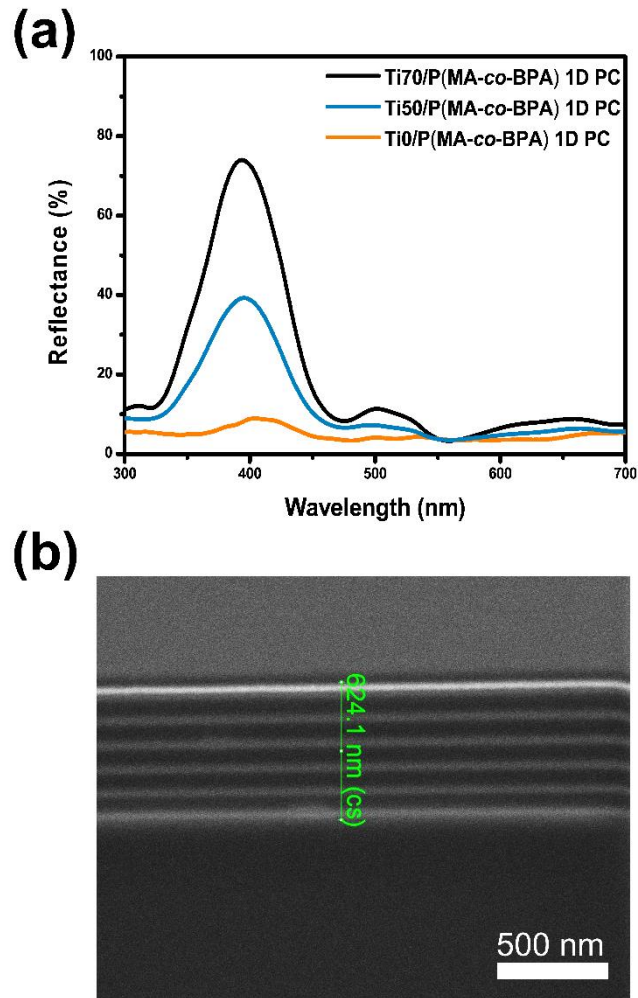 (a)
100
80
60
40
20
0
Reflectance (%)
Ti70/P(MA-co-BPA) 1D PC
Ti50/P(MA-co-BPA) 1D PC
Ti0/P(MA-co-BPA) 1D PC
300
400
500
600
700
Wavelength (nm)
(b)
624.1 nm (cs)
500 nm